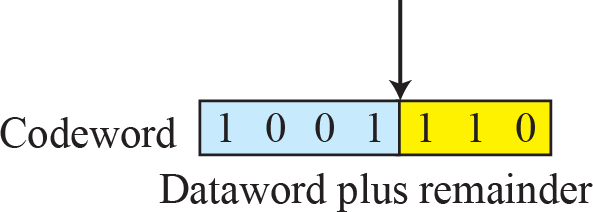 Codeword 1 0 0 1 1 1 0
Dataword plus remainder